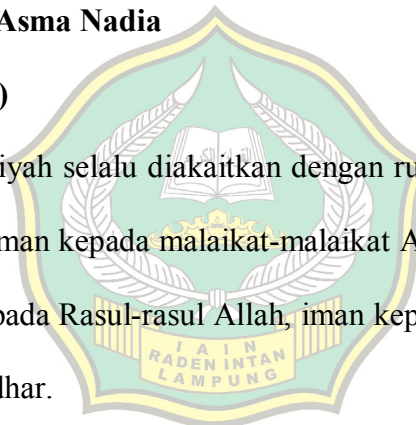 Asma Nadia
)
iyah selalu diakaitkan dengan ru
man kepada malaikat-malaikat A
pada Rasul-rasul Allah, iman kep
dhar.
I A I N
RADEN INTAN
LAMPUNG